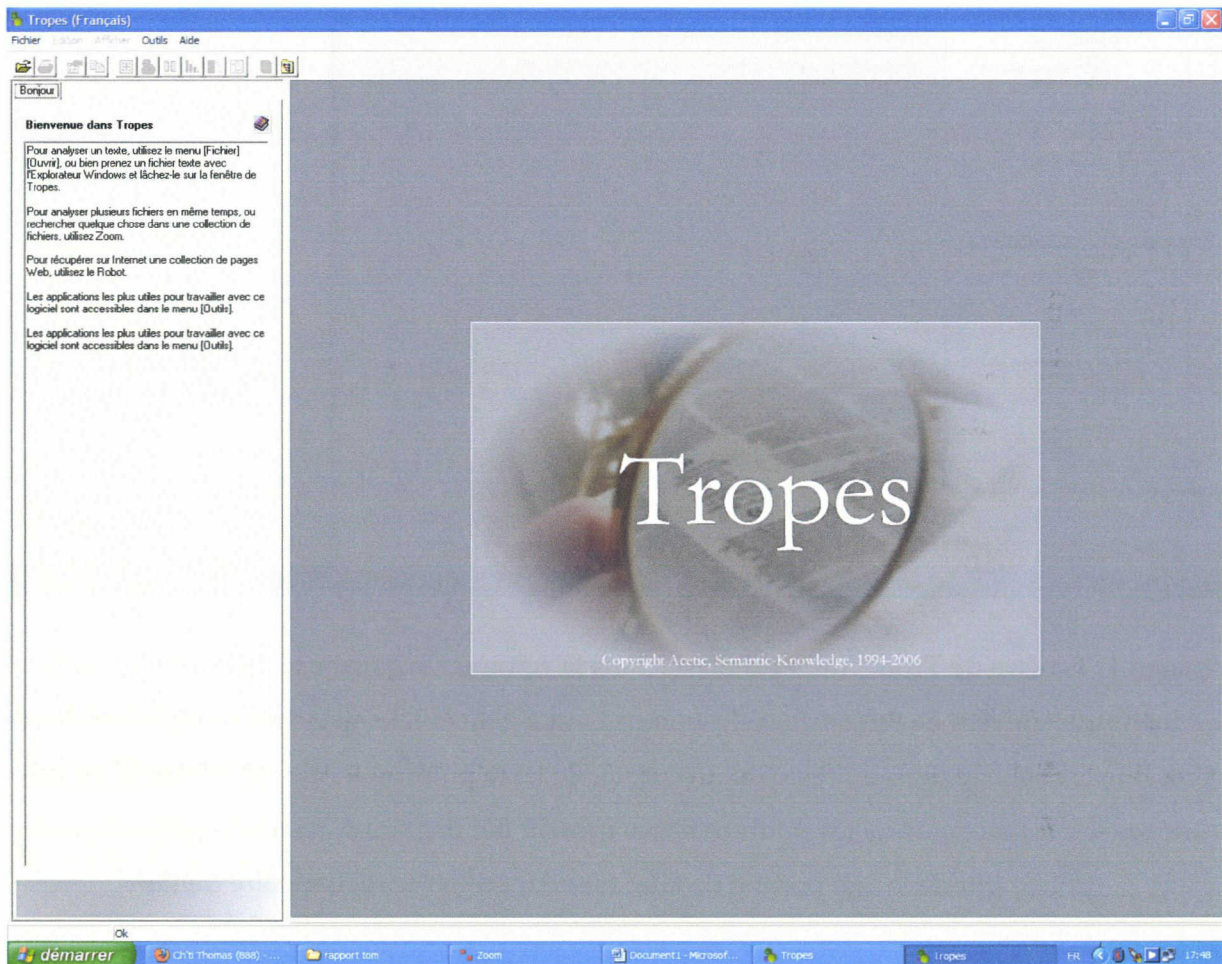 Tropes (Français)
Fichier Edition Afficher Outils Aide
Bonjour
Bienvenue dans Tropes
Pour analyser un texte, utilisez le menu [Fichier]
[Ouvrir], ou bien prenez un fichier texte avec
l'Explorateur Windows et lâchez-le sur la fenêtre de
Tropes.
Pour analyser plusieurs fichiers en même temps, ou
rechercher quelque chose dans une collection de
fichiers, utilisez Zoom.
Pour récupérer sur Internet une collection de pages
Web, utilisez le Robot.
Les applications les plus utiles pour travailler avec ce
logiciel sont accessibles dans le menu [Outils].
Les applications les plus utiles pour travailler avec ce
logiciel sont accessibles dans le menu [Outils].
Tropes
Copyright Acetic, Semantic-Knowledge, 1994-2006
Ok
démarrer Ch'ti Thomas (888) - ... rapport tom Zoom Document1 - Microsof... Tropes Tropes FR 17:48